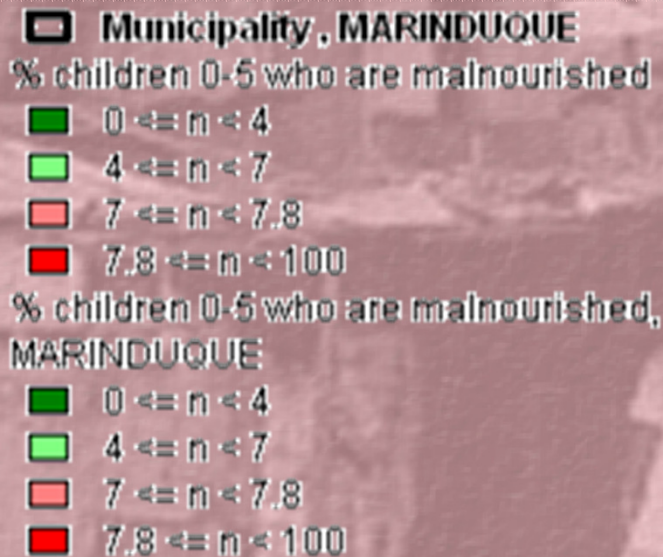 Municipality , MARINDUQUE
% children 0-5 who are malnourished
0 <= n < 4
4 <= n < 7
7 <= n < 7.8
7.8 <= n < 100
% children 0-5 who are malnourished,
MARINDUQUE
0 <= n < 4
4 <= n < 7
7 <= n < 7.8
7.8 <= n < 100